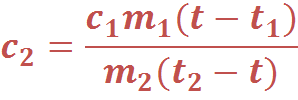 c₂ = c₁m₁(t − t₁) / m₂(t₂ − t)